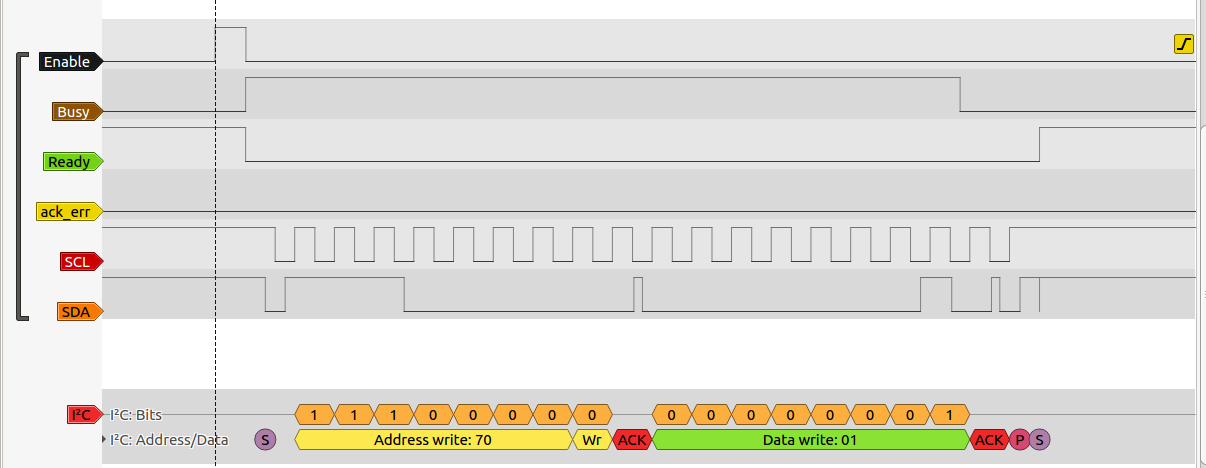 Enable
Busy
Ready
ack_err
SCL
SDA
I²C I²C: Bits 1 1 1 0 0 0 0 0 0 0 0 0 0 0 0 1
I²C: Address/Data S Address write: 70 Wr ACK Data write: 01 ACK P S